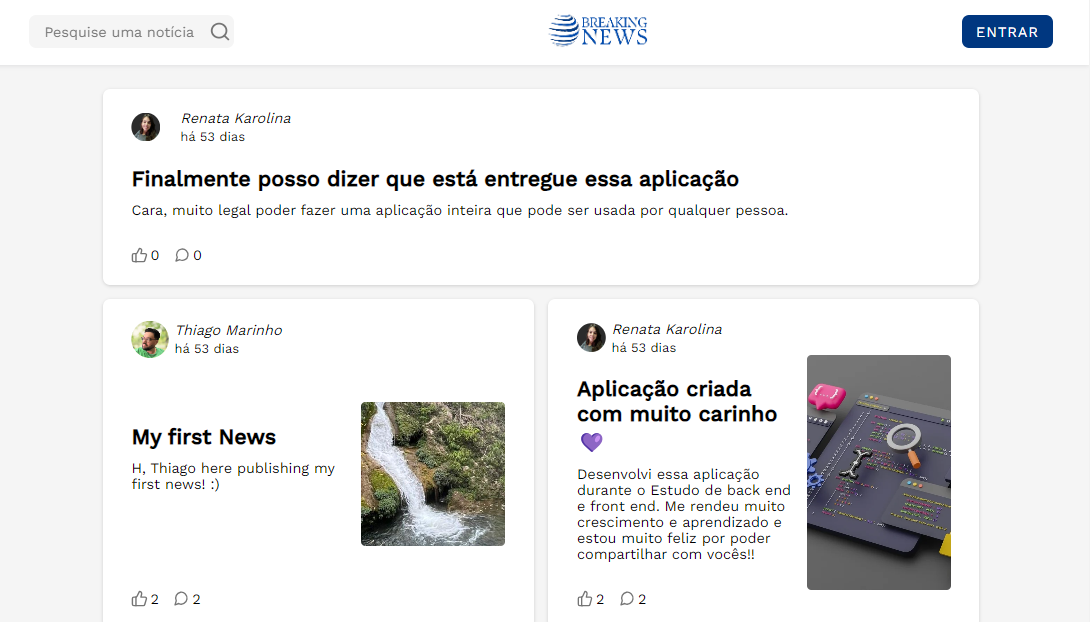 Pesquise uma notícia
BREAKING
NEWS
ENTRAR
Renata Karolina
há 53 dias
Finalmente posso dizer que está entregue essa aplicação
Cara, muito legal poder fazer uma aplicação inteira que pode ser usada por qualquer pessoa.
0 0
Thiago Marinho
há 53 dias
My first News
H, Thiago here publishing my
first news! :)
2 2
Renata Karolina
há 53 dias
Aplicação criada
com muito carinho
💜
Desenvolvi essa aplicação
durante o Estudo de back end
e front end. Me rendeu muito
crescimento e aprendizado e
estou muito feliz por poder
compartilhar com vocês!!
2 2